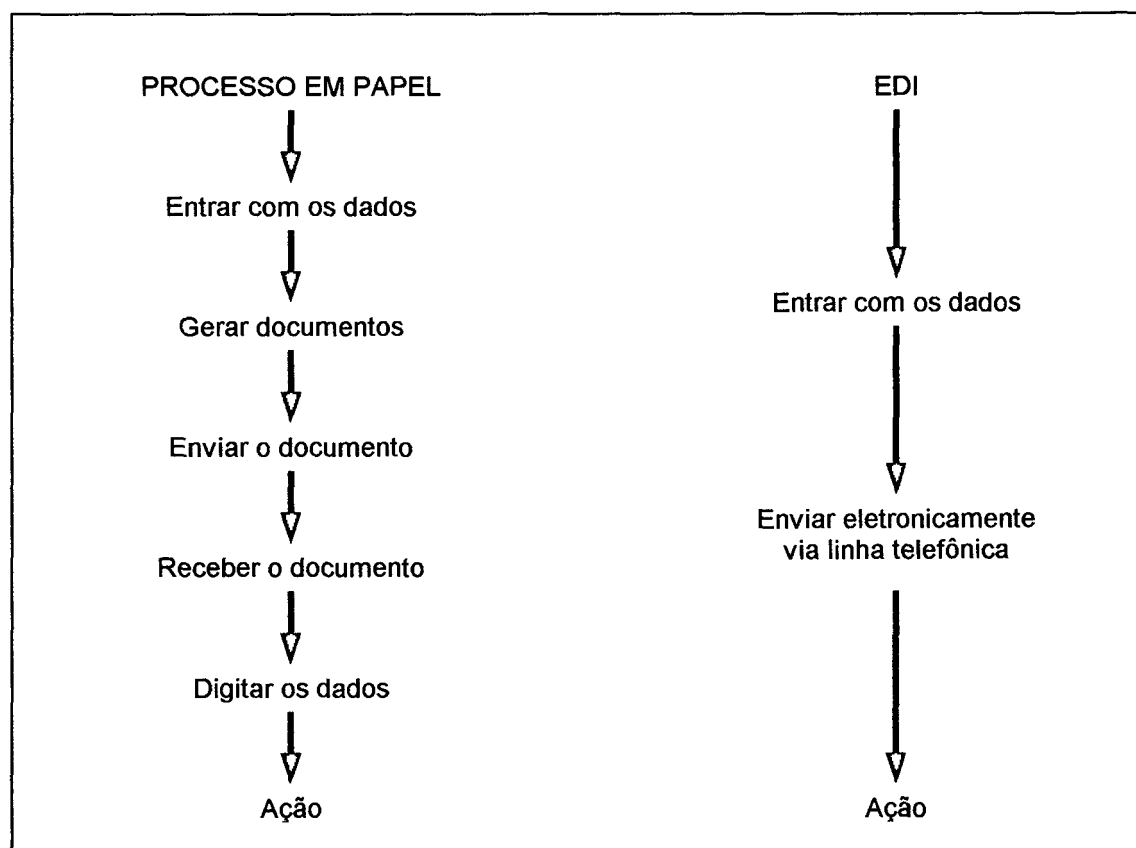 PROCESSO EM PAPEL
Entrar com os dados
Gerar documentos
Enviar o documento
Receber o documento
Digitar os dados
Ação
EDI
Entrar com os dados
Enviar eletronicamente
via linha telefônica
Ação